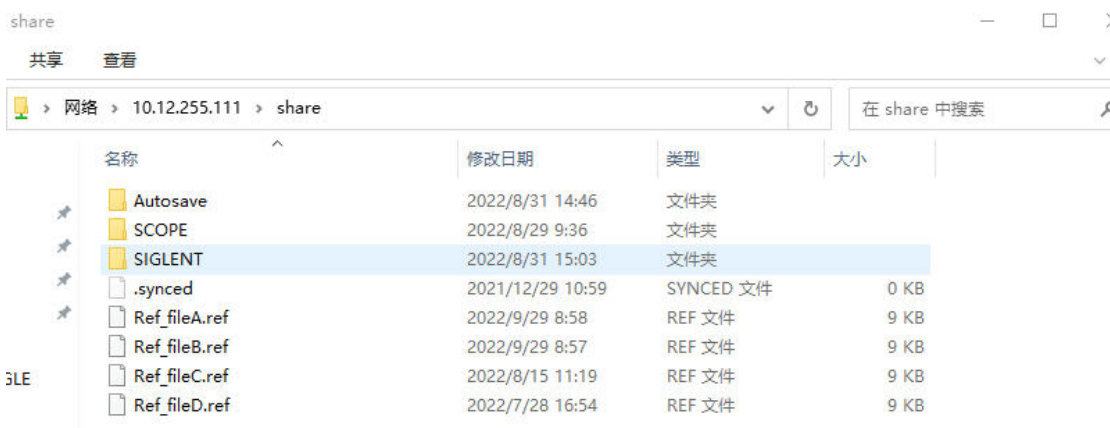 share
共享 查看
网络 10.12.255.111 share 在 share 中搜索
名称 修改日期 类型 大小
Autosave 2022/8/31 14:46 文件夹
SCOPE 2022/8/29 9:36 文件夹
SIGLENT 2022/8/31 15:03 文件夹
.synced 2021/12/29 10:59 SYNCED 文件 0 KB
Ref_fileA.ref 2022/9/29 8:58 REF 文件 9 KB
Ref_fileB.ref 2022/9/29 8:57 REF 文件 9 KB
GLE Ref_fileC.ref 2022/8/15 11:19 REF 文件 9 KB
Ref_fileD.ref 2022/7/28 16:54 REF 文件 9 KB